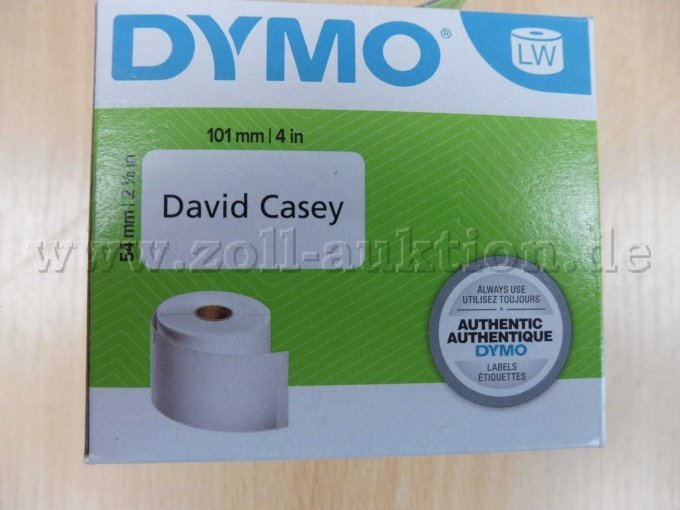 DYMO®
LW
101 mm | 4 in
54 mm | 2 ⅛ in
David Casey
www.zoll-auktion.de
ALWAYS USE
UTILISEZ TOUJOURS
AUTHENTIC
AUTHENTIQUE
DYMO
LABELS
ÉTIQUETTES